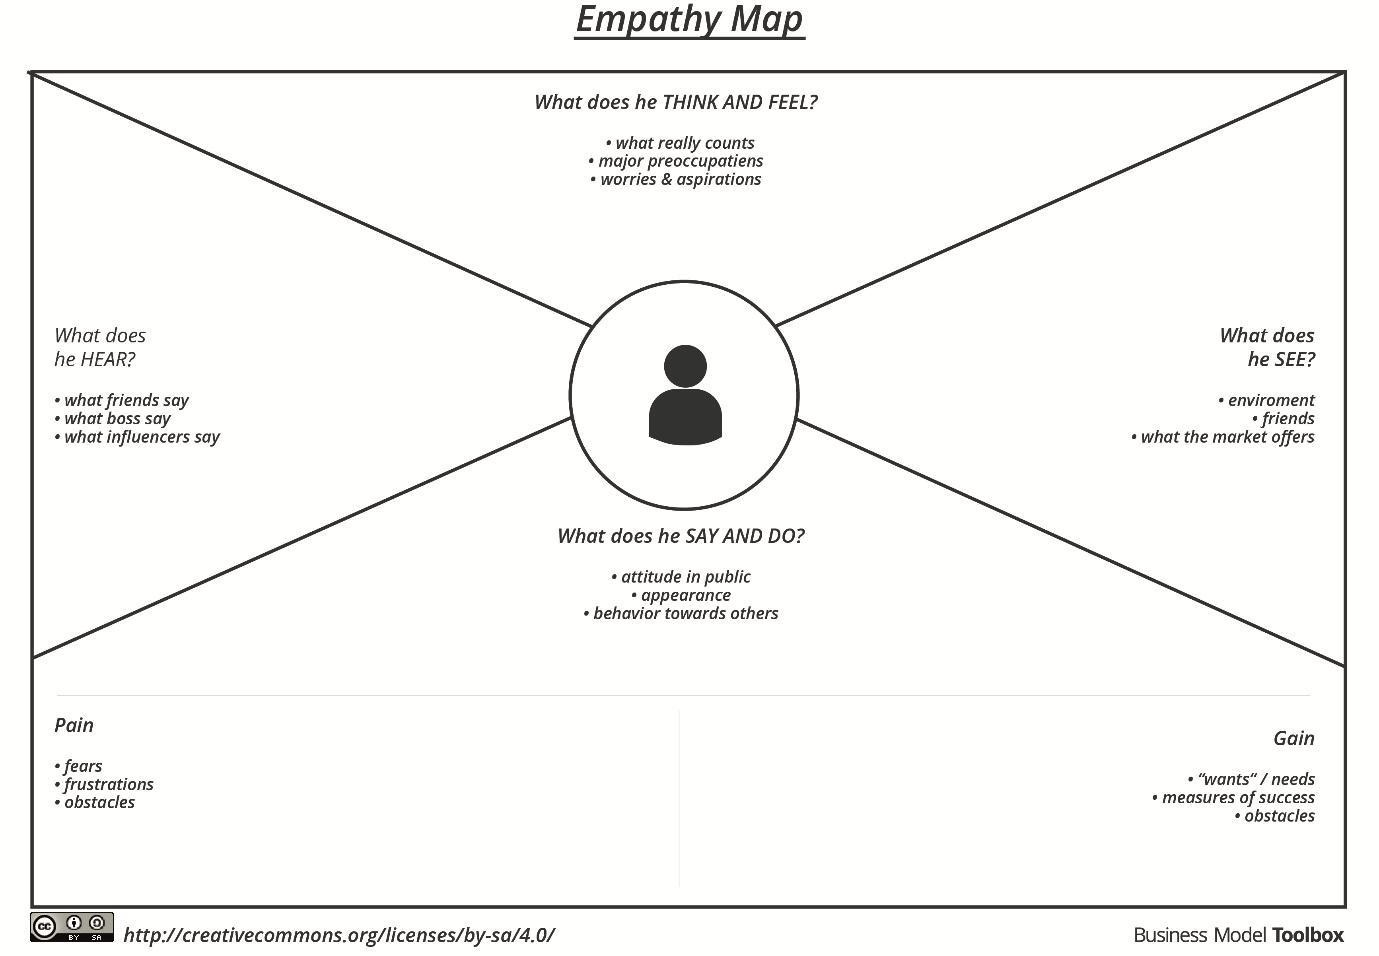 Empathy Map
What does he THINK AND FEEL?
• what really counts
• major preoccupatiens
• worries & aspirations
What does
he HEAR?
• what friends say
• what boss say
• what influencers say
What does
he SEE?
• enviroment
• friends
• what the market offers
What does he SAY AND DO?
• attitude in public
• appearance
• behavior towards others
Pain
• fears
• frustrations
• obstacles
Gain
• “wants“ / needs
• measures of success
• obstacles
cc BY SA
http://creativecommons.org/licenses/by-sa/4.0/
Business Model Toolbox